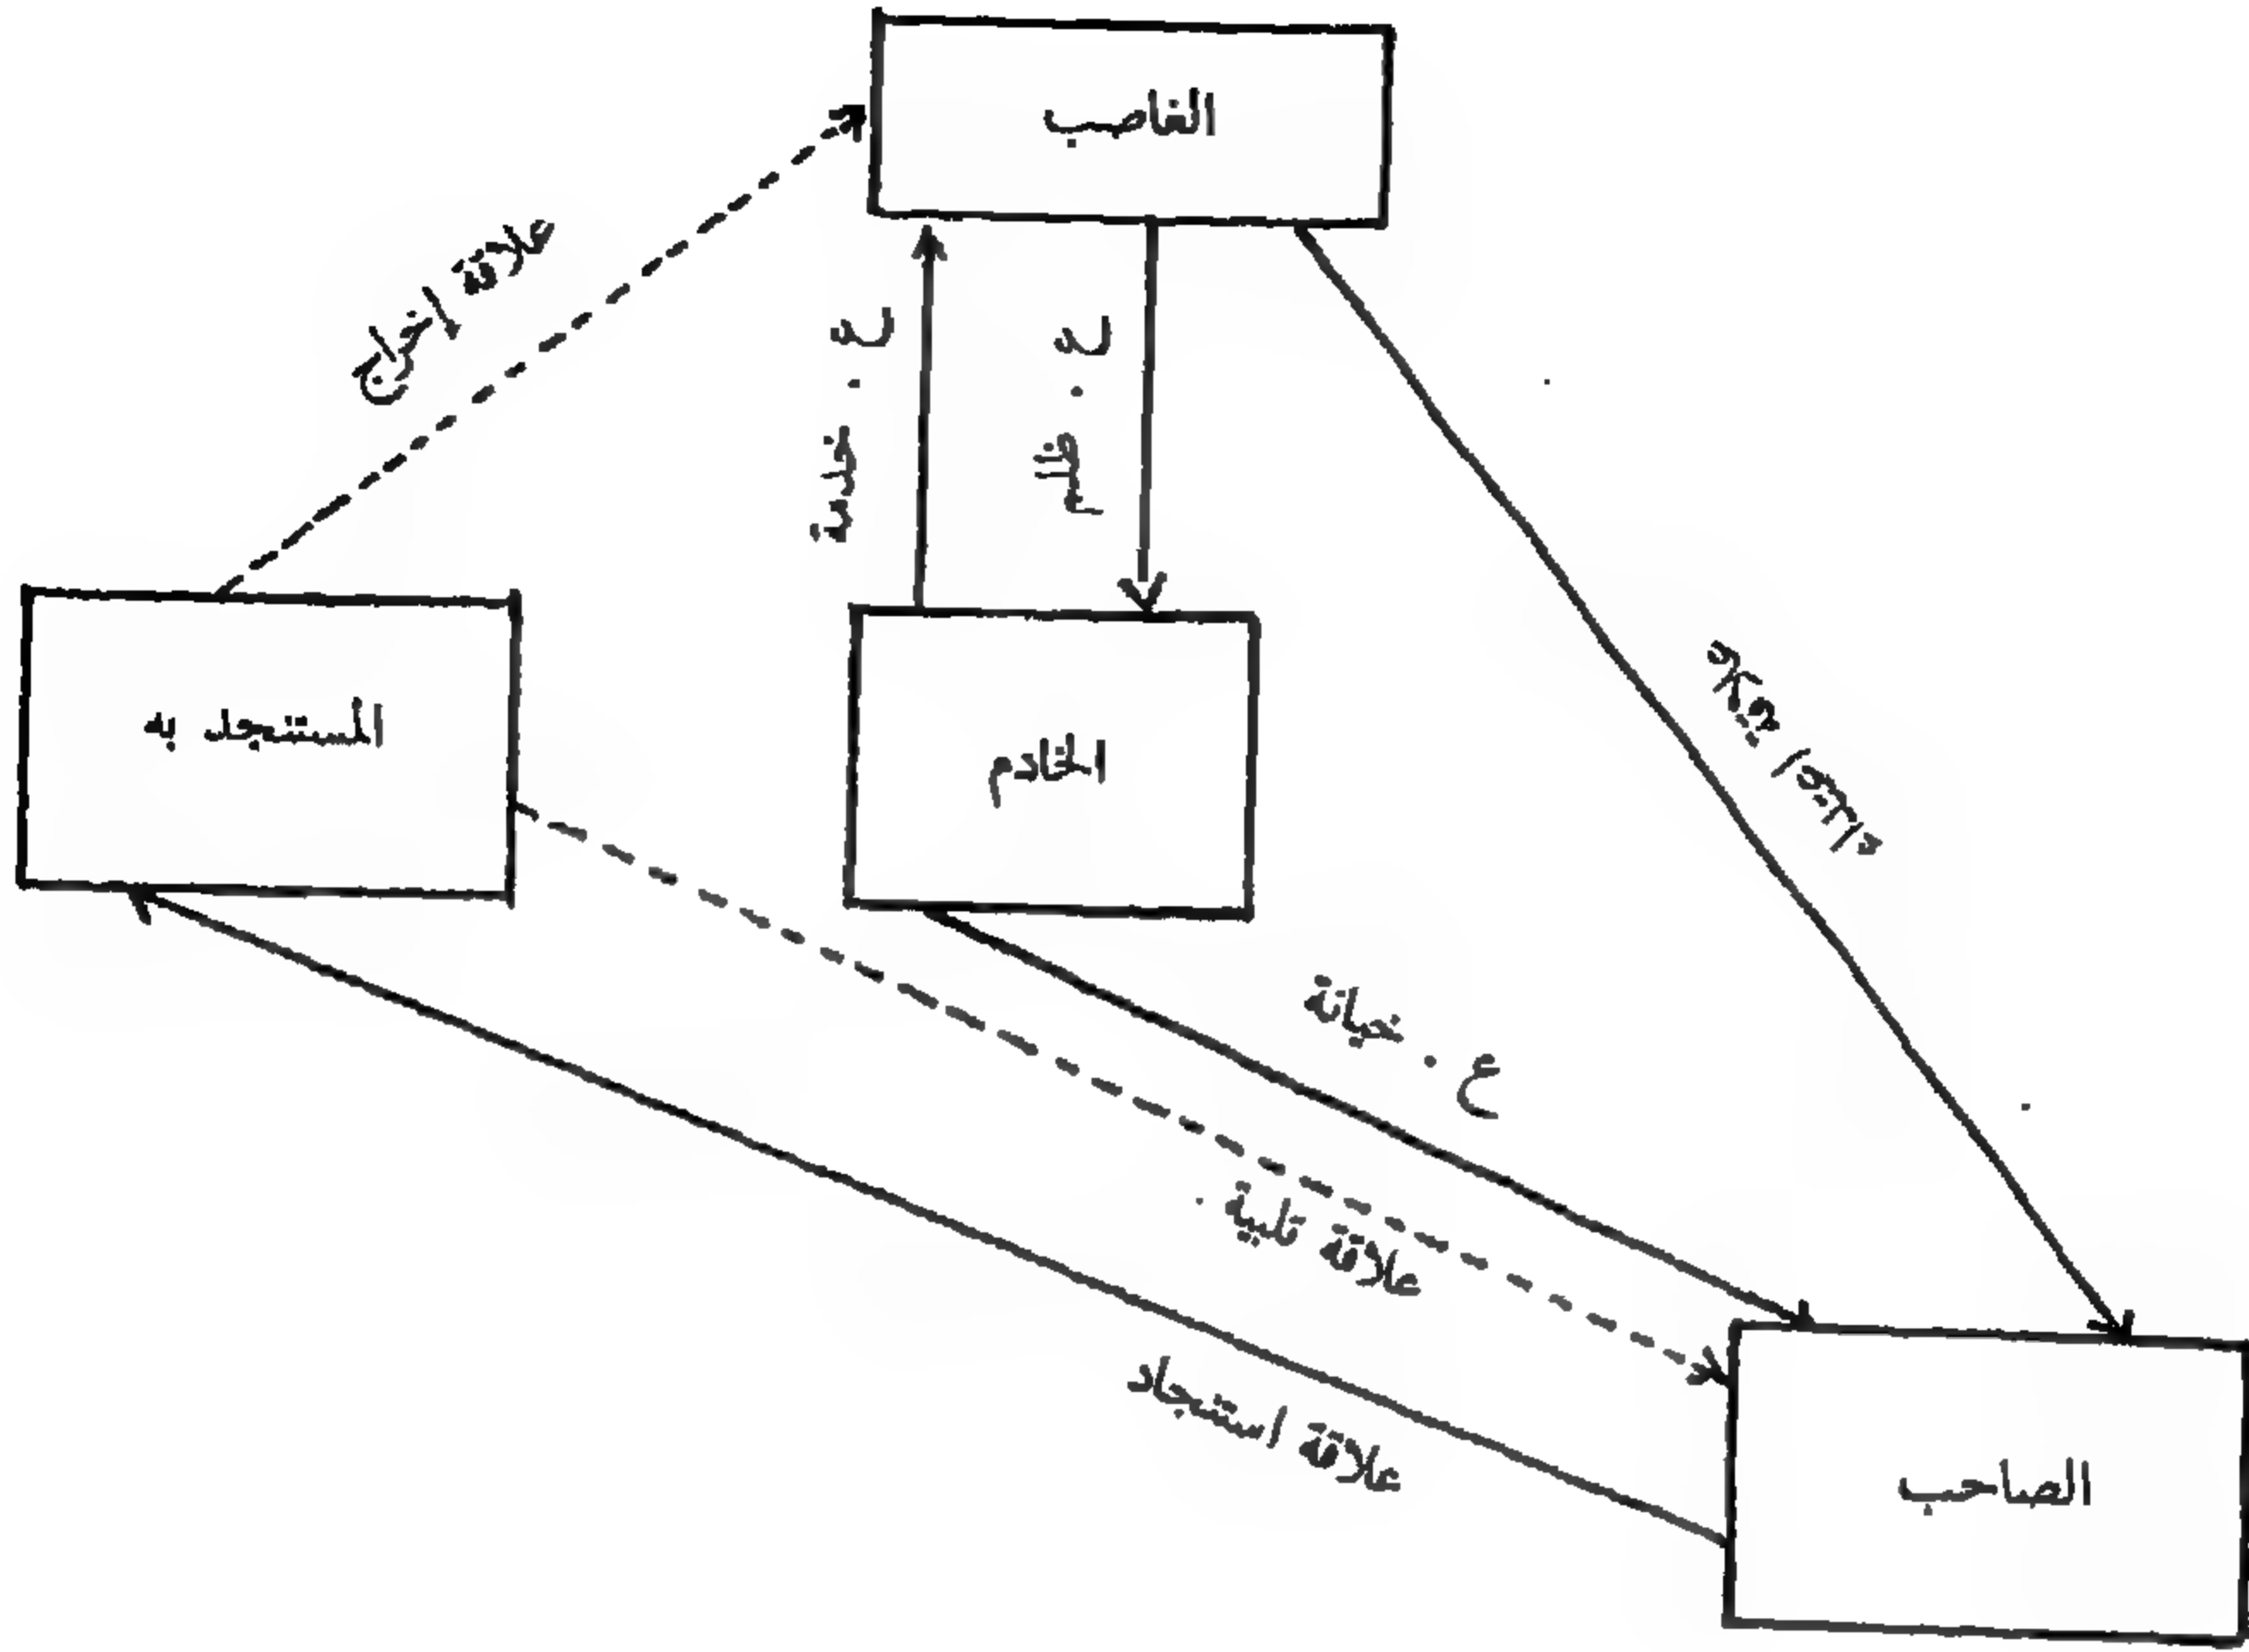 الغاصب
علاقة إخراج
ع . خدمة
ع . ظلم
المستنجد به
الخادم
ع . خيانة
علاقة تلبية .
علاقة استنجاد
الصاحب